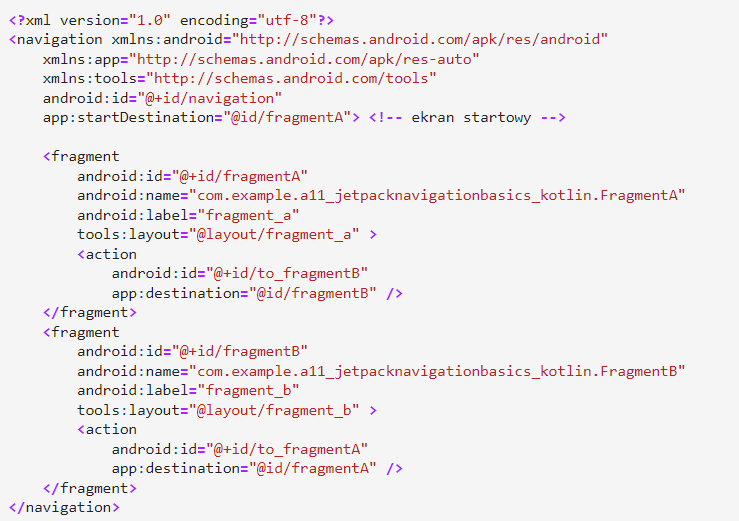 <?xml version="1.0" encoding="utf-8"?>
<navigation xmlns:android="http://schemas.android.com/apk/res/android"
    xmlns:app="http://schemas.android.com/apk/res-auto"
    xmlns:tools="http://schemas.android.com/tools"
    android:id="@+id/navigation"
    app:startDestination="@id/fragmentA"> <!-- ekran startowy -->

    <fragment
        android:id="@+id/fragmentA"
        android:name="com.example.a11_jetpacknavigationbasics_kotlin.FragmentA"
        android:label="fragment_a"
        tools:layout="@layout/fragment_a" >
        <action
            android:id="@+id/to_fragmentB"
            app:destination="@id/fragmentB" />
    </fragment>
    <fragment
        android:id="@+id/fragmentB"
        android:name="com.example.a11_jetpacknavigationbasics_kotlin.FragmentB"
        android:label="fragment_b"
        tools:layout="@layout/fragment_b" >
        <action
            android:id="@+id/to_fragmentA"
            app:destination="@id/fragmentA" />
    </fragment>
</navigation>